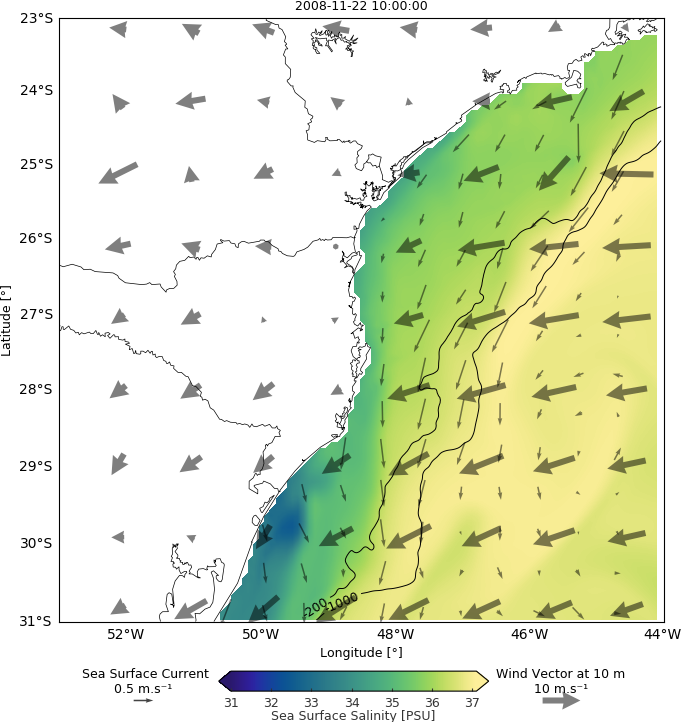 2008-11-22 10:00:00
23°S
24°S
25°S
26°S
27°S
28°S
29°S
30°S
31°S
Latitude [°]
-200
-1000
52°W
50°W
48°W
46°W
44°W
Longitude [°]
Sea Surface Current
0.5 m.s⁻¹
31
32
33
34
35
36
37
Sea Surface Salinity [PSU]
Wind Vector at 10 m
10 m.s⁻¹